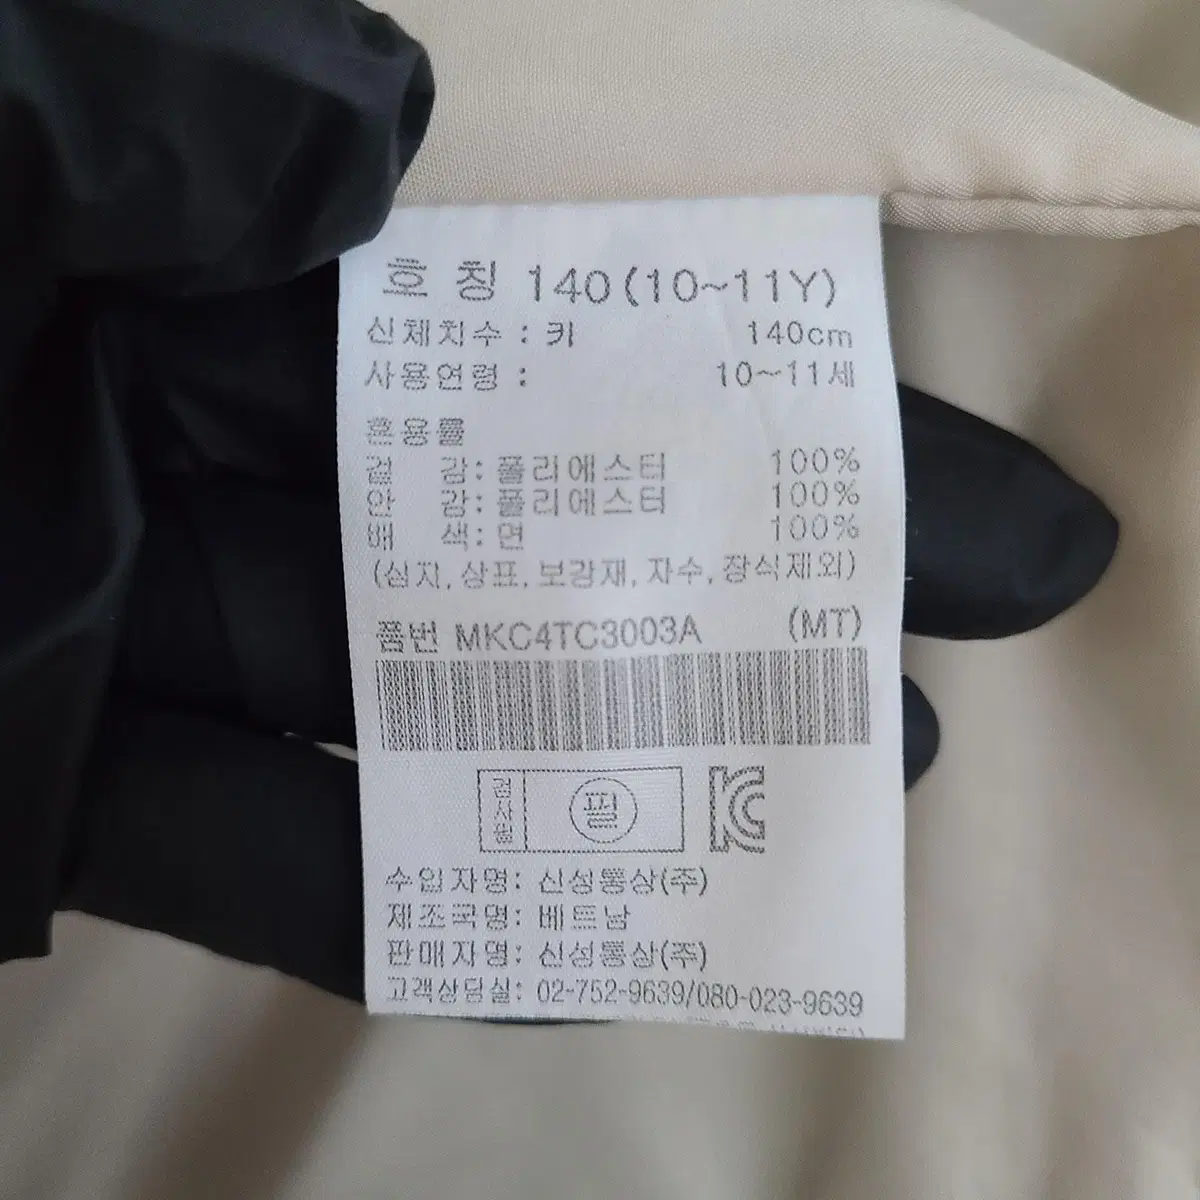 호 칭 140(10~11Y)
신체치수 : 키 140cm
사용연령 : 10~11세
혼용률
겉 감: 폴리에스터 100%
안 감: 폴리에스터 100%
배 색: 면 100%
(심지,상표,보강재,자수,장식제외)
품번 MKC4TC3003A (MT)
검사필 필 KC
수입자명: 신성통상(주)
제조국명: 베트남
판매자명: 신성통상(주)
고객상담실: 02-752-9639/080-023-9639